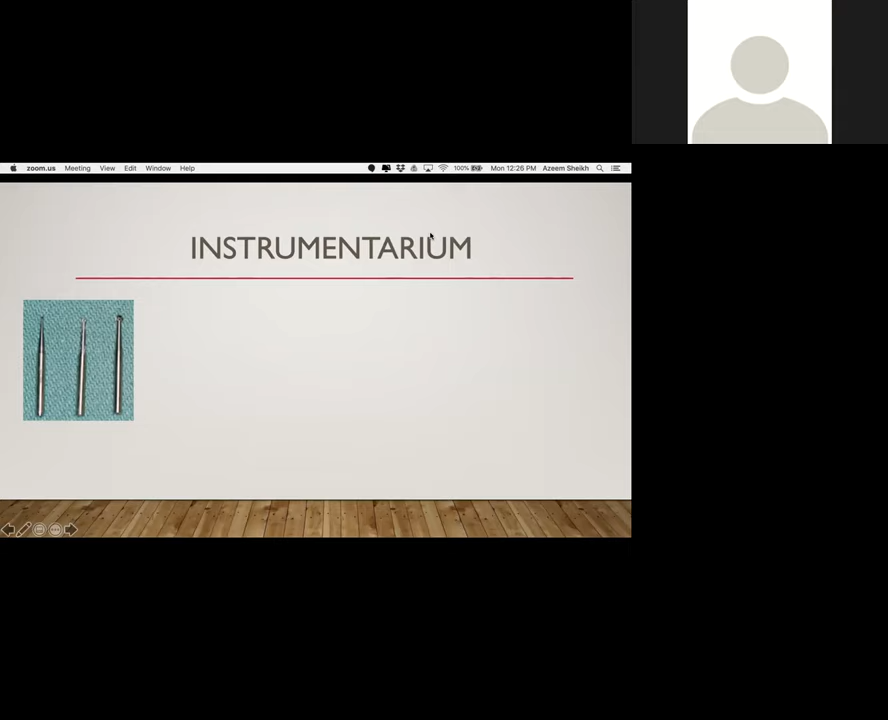 zoom.us Meeting View Edit Window Help 100% Mon 12:26 PM Azeem Sheikh
INSTRUMENTARIUM